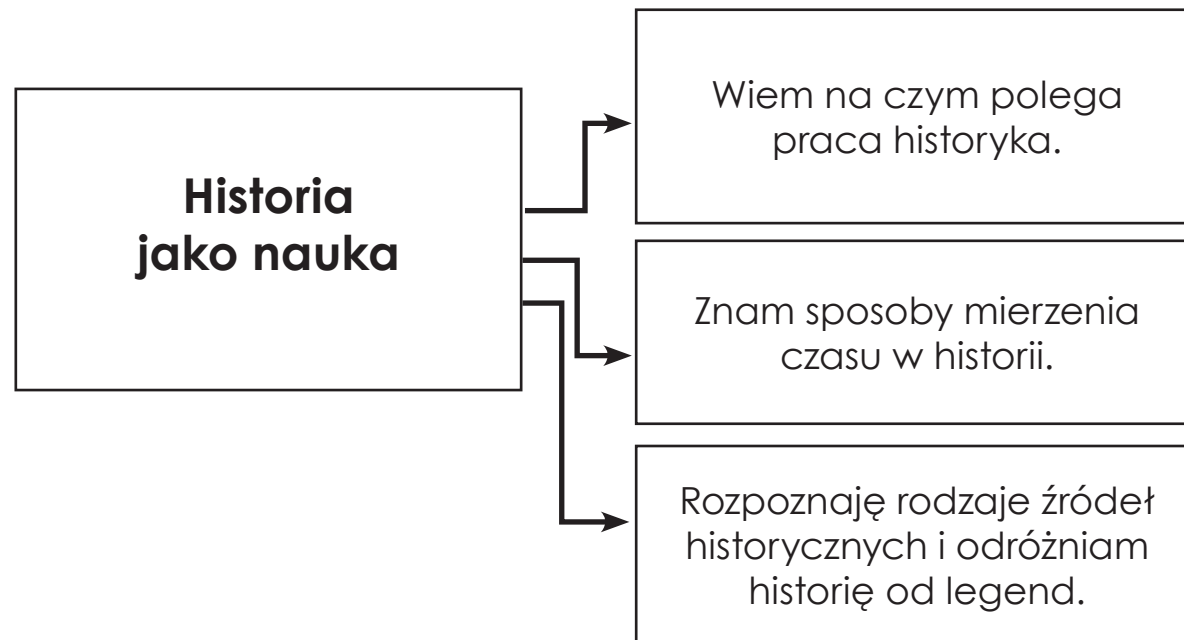 Historia
jako nauka
Wiem na czym polega
praca historyka.
Znam sposoby mierzenia
czasu w historii.
Rozpoznaję rodzaje źródeł
historycznych i odróżniam
historię od legend.